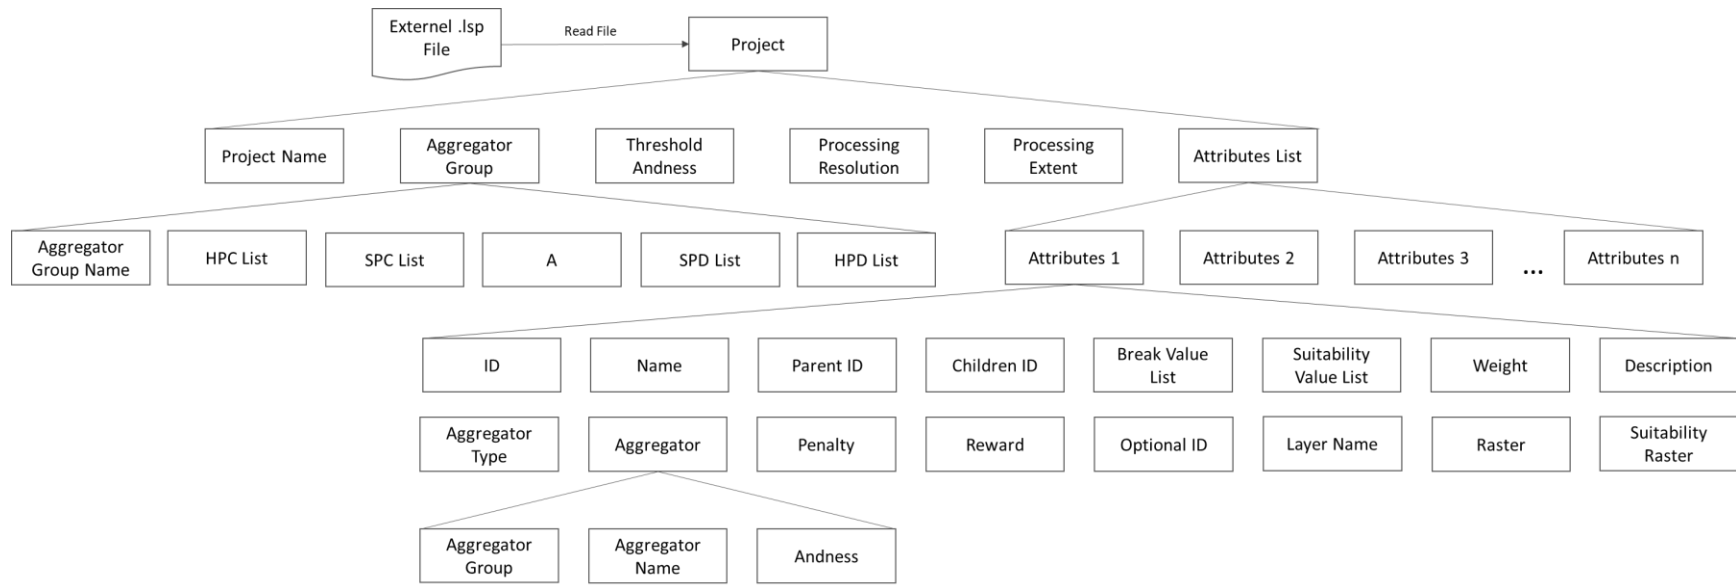 Externel .lsp
File
Read File
Project
Project Name
Aggregator
Group
Threshold
Andness
Processing
Resolution
Processing
Extent
Attributes List
Aggregator
Group Name
HPC List
SPC List
A
SPD List
HPD List
Attributes 1
Attributes 2
Attributes 3
...
Attributes n
ID
Name
Parent ID
Children ID
Break Value
List
Suitability
Value List
Weight
Description
Aggregator
Type
Aggregator
Penalty
Reward
Optional ID
Layer Name
Raster
Suitability
Raster
Aggregator
Group
Aggregator
Name
Andness